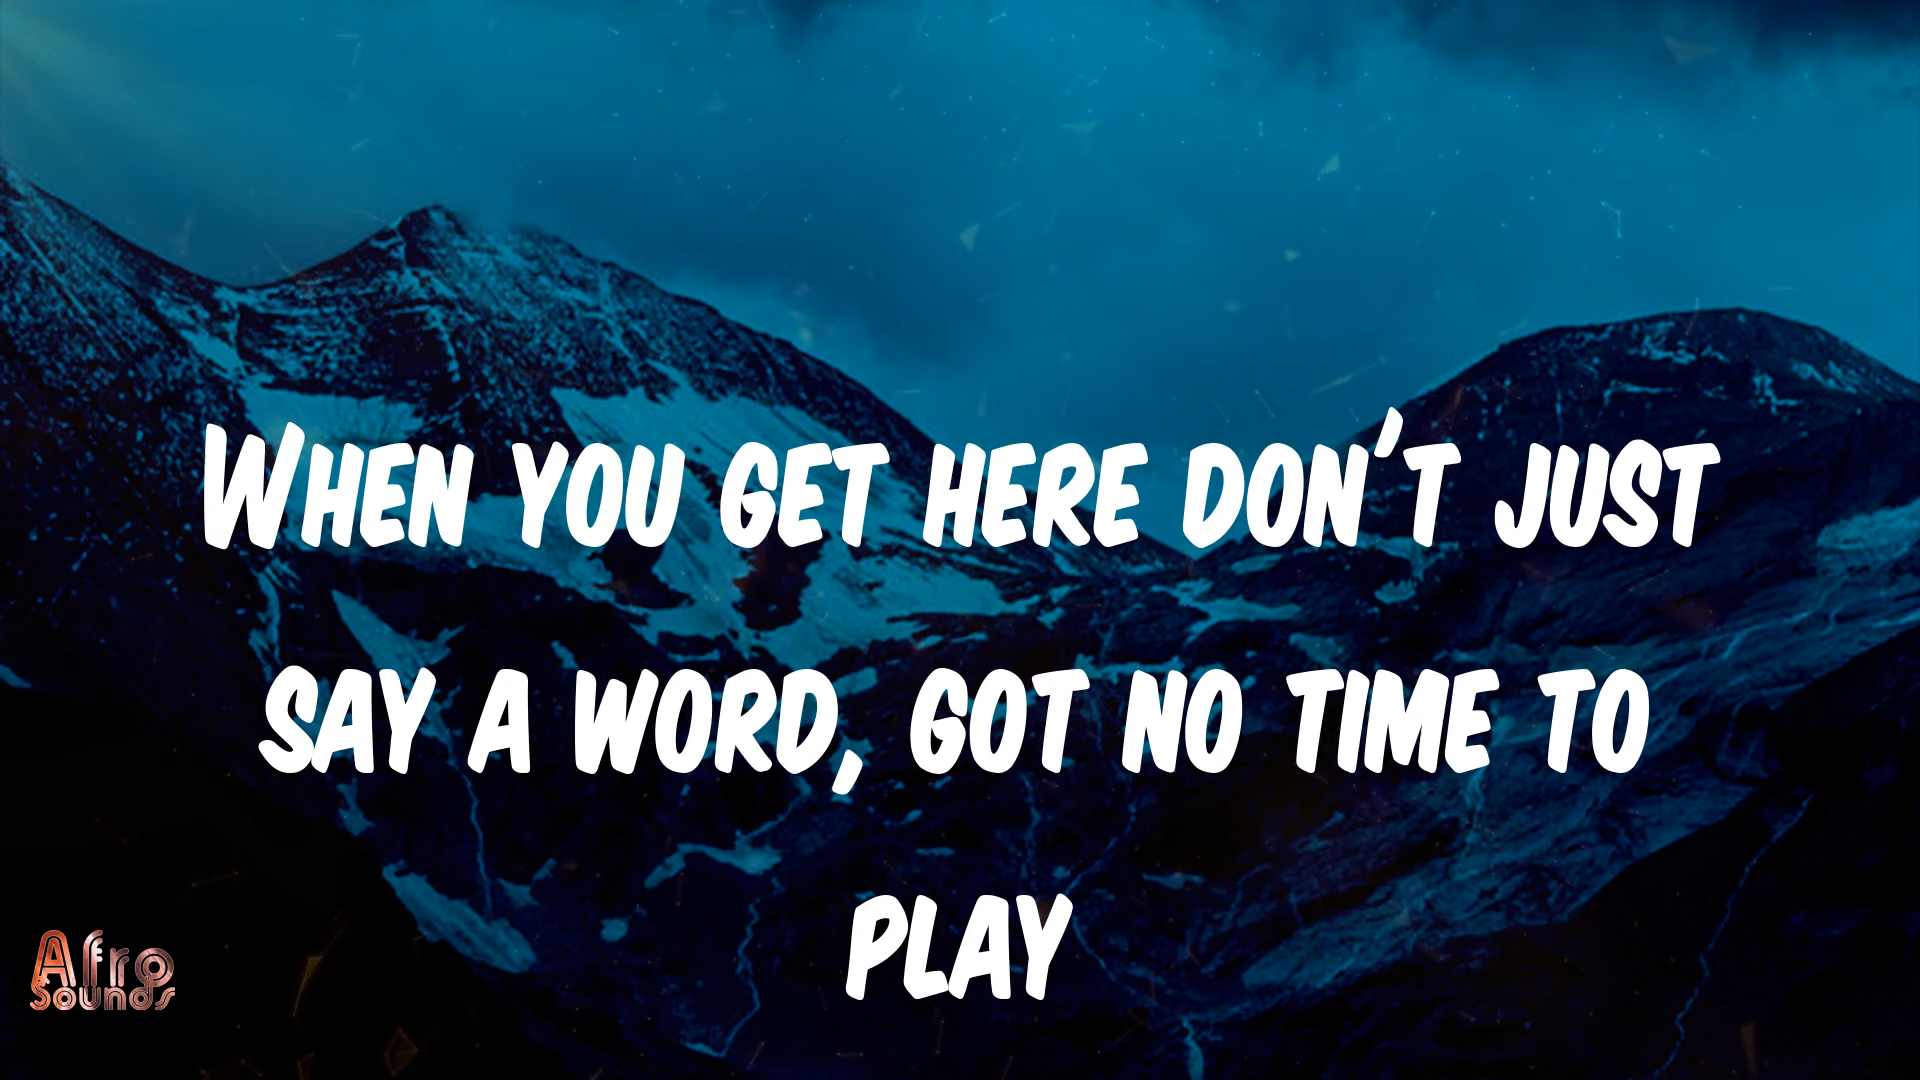 When you get here don't just
say a word, got no time to
play
Afro
Sounds